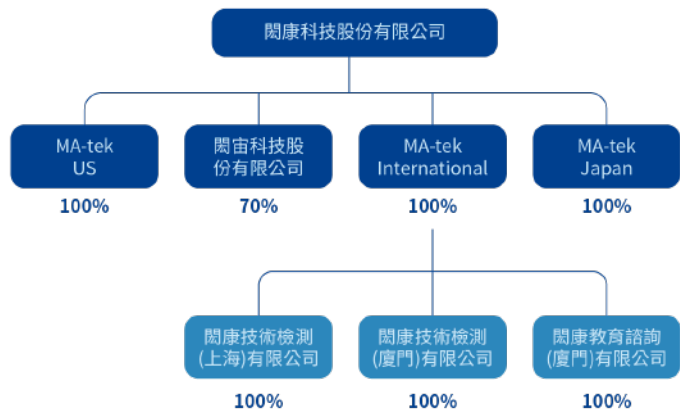 閎康科技股份有限公司
MA-tek
US
閎宙科技股
份有限公司
MA-tek
International
MA-tek
Japan
100%
70%
100%
100%
閎康技術檢測
(上海)有限公司
閎康技術檢測
(廈門)有限公司
閎康教育諮詢
(廈門)有限公司
100%
100%
100%